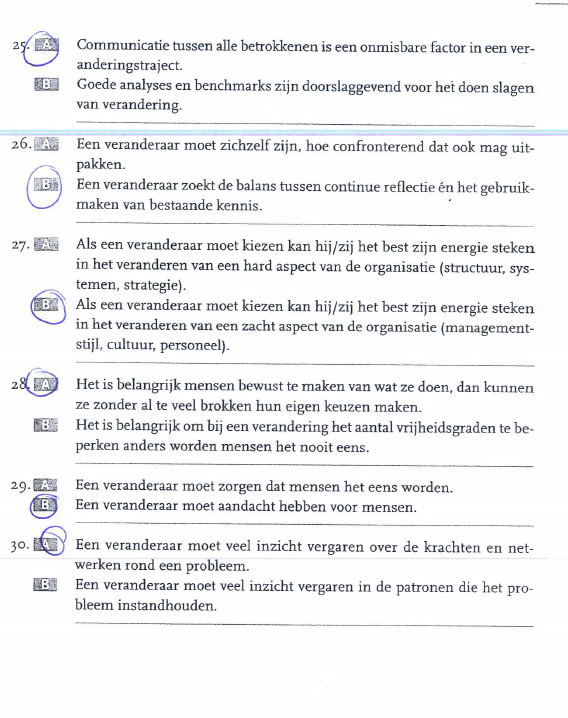 25. A Communicatie tussen alle betrokkenen is een onmisbare factor in een ver-
anderingstraject.
B Goede analyses en benchmarks zijn doorslaggevend voor het doen slagen
van verandering.
26. A Een veranderaar moet zichzelf zijn, hoe confronterend dat ook mag uit-
pakken.
B Een veranderaar zoekt de balans tussen continue reflectie én het gebruik-
maken van bestaande kennis.
27. A Als een veranderaar moet kiezen kan hij/zij het best zijn energie steken
in het veranderen van een hard aspect van de organisatie (structuur, sys-
temen, strategie).
B Als een veranderaar moet kiezen kan hij/zij het best zijn energie steken
in het veranderen van een zacht aspect van de organisatie (management-
stijl, cultuur, personeel).
28. A Het is belangrijk mensen bewust te maken van wat ze doen, dan kunnen
ze zonder al te veel brokken hun eigen keuzen maken.
B Het is belangrijk om bij een verandering het aantal vrijheidsgraden te be-
perken anders worden mensen het nooit eens.
29. A Een veranderaar moet zorgen dat mensen het eens worden.
B Een veranderaar moet aandacht hebben voor mensen.
30. A Een veranderaar moet veel inzicht vergaren over de krachten en net-
werken rond een probleem.
B Een veranderaar moet veel inzicht vergaren in de patronen die het pro-
bleem instandhouden.